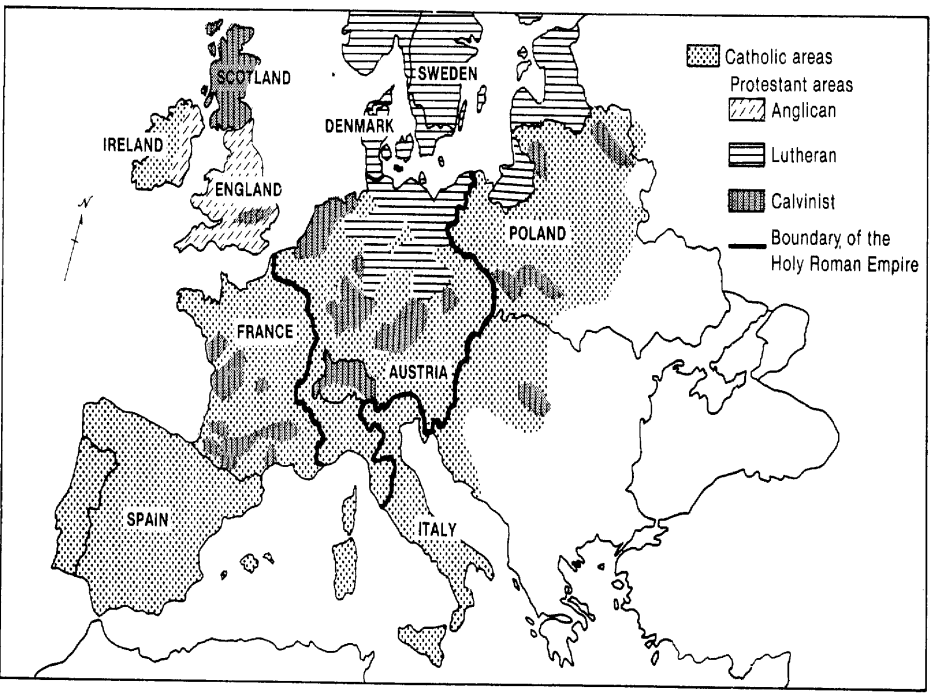 SCOTLAND
IRELAND
ENGLAND
DENMARK
SWEDEN
POLAND
FRANCE
AUSTRIA
SPAIN
ITALY
N
Catholic areas
Protestant areas
Anglican
Lutheran
Calvinist
Boundary of the
Holy Roman Empire